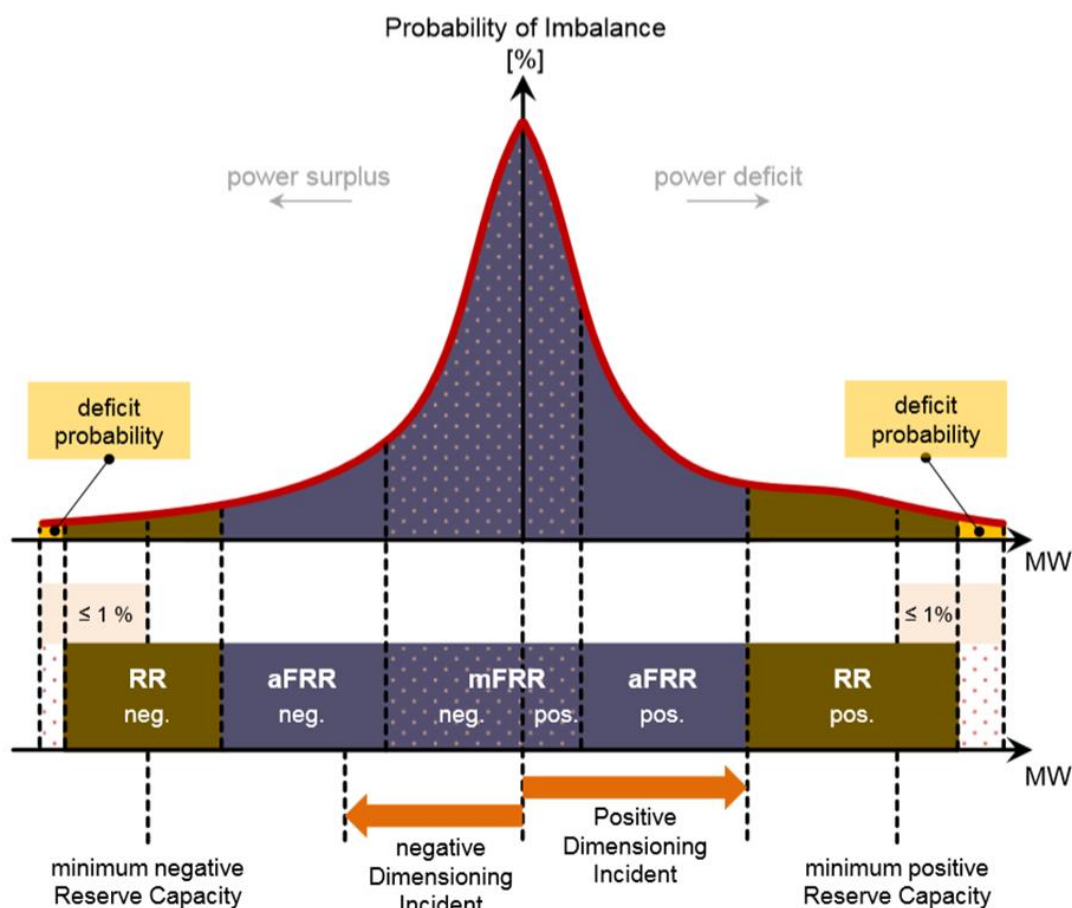 Probability of Imbalance
[%]
power surplus
power deficit
deficit
probability
deficit
probability
MW
≤ 1 %
≤ 1%
RR
neg.
aFRR
neg.
mFRR
neg.
pos.
aFRR
pos.
RR
pos.
MW
negative
Dimensioning
Incident
Positive
Dimensioning
Incident
minimum negative
Reserve Capacity
minimum positive
Reserve Capacity